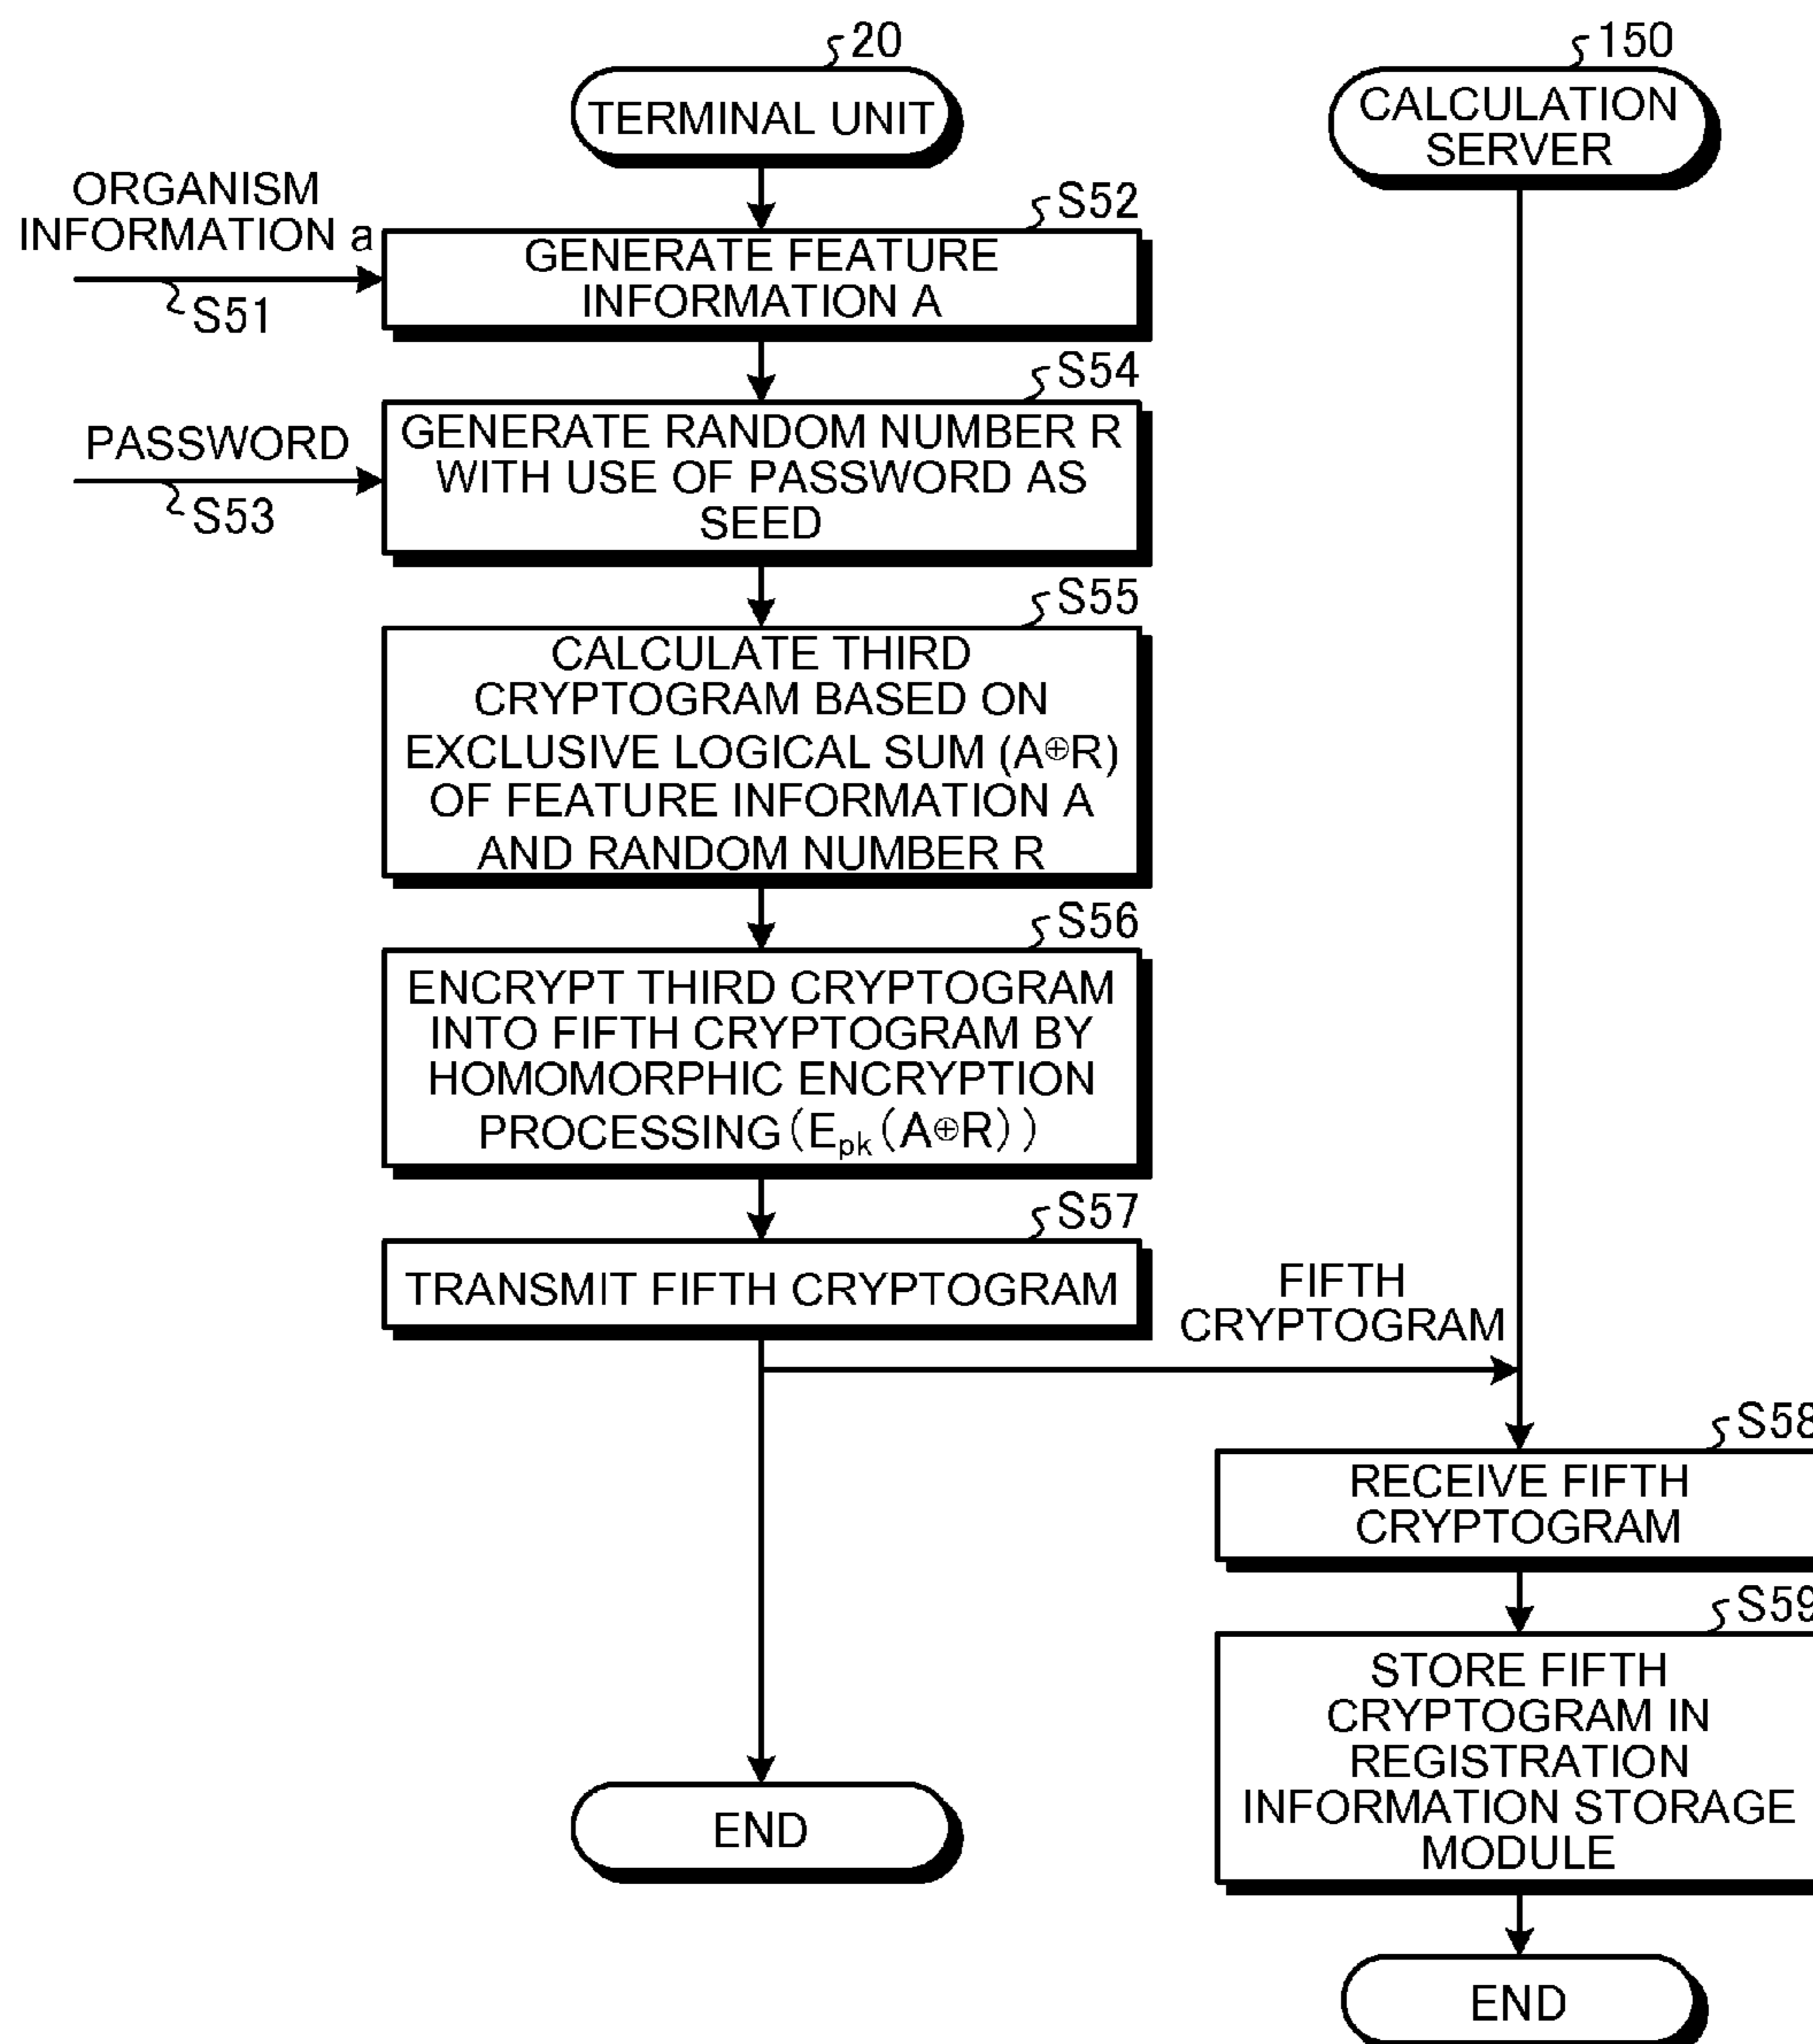 20
TERMINAL UNIT
150
CALCULATION
SERVER
ORGANISM
INFORMATION a
S51
S52
GENERATE FEATURE
INFORMATION A
PASSWORD
S53
S54
GENERATE RANDOM NUMBER R
WITH USE OF PASSWORD AS
SEED
S55
CALCULATE THIRD
CRYPTOGRAM BASED ON
EXCLUSIVE LOGICAL SUM (A⊕R)
OF FEATURE INFORMATION A
AND RANDOM NUMBER R
S56
ENCRYPT THIRD CRYPTOGRAM
INTO FIFTH CRYPTOGRAM BY
HOMOMORPHIC ENCRYPTION
PROCESSING (Epk (A⊕R))
S57
TRANSMIT FIFTH CRYPTOGRAM
FIFTH
CRYPTOGRAM
S58
RECEIVE FIFTH
CRYPTOGRAM
S59
STORE FIFTH
CRYPTOGRAM IN
REGISTRATION
INFORMATION STORAGE
MODULE
END
END